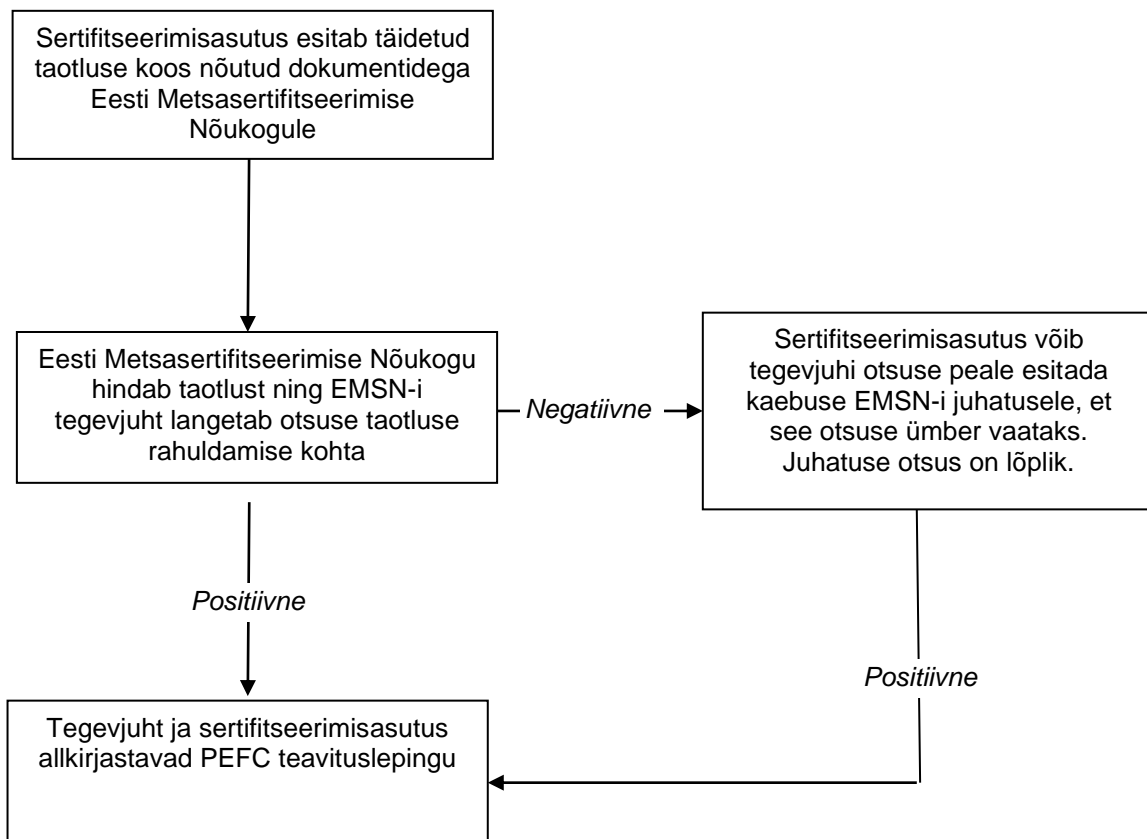 Sertifitseerimisasutus esitab täidetud
taotluse koos nõutud dokumentidega
Eesti Metsasertifitseerimise
Nõukogule
Eesti Metsasertifitseerimise Nõukogu
hindab taotlust ning EMSN-i
tegevjuht langetab otsuse taotluse
rahuldamise kohta
Negatiivne
Sertifitseerimisasutus võib
tegevjuhi otsuse peale esitada
kaebuse EMSN-i juhatusele, et
see otsuse ümber vaataks.
Juhatuse otsus on lõplik.
Positiivne
Positiivne
Tegevjuht ja sertifitseerimisasutus
allkirjastavad PEFC teavituslepingu